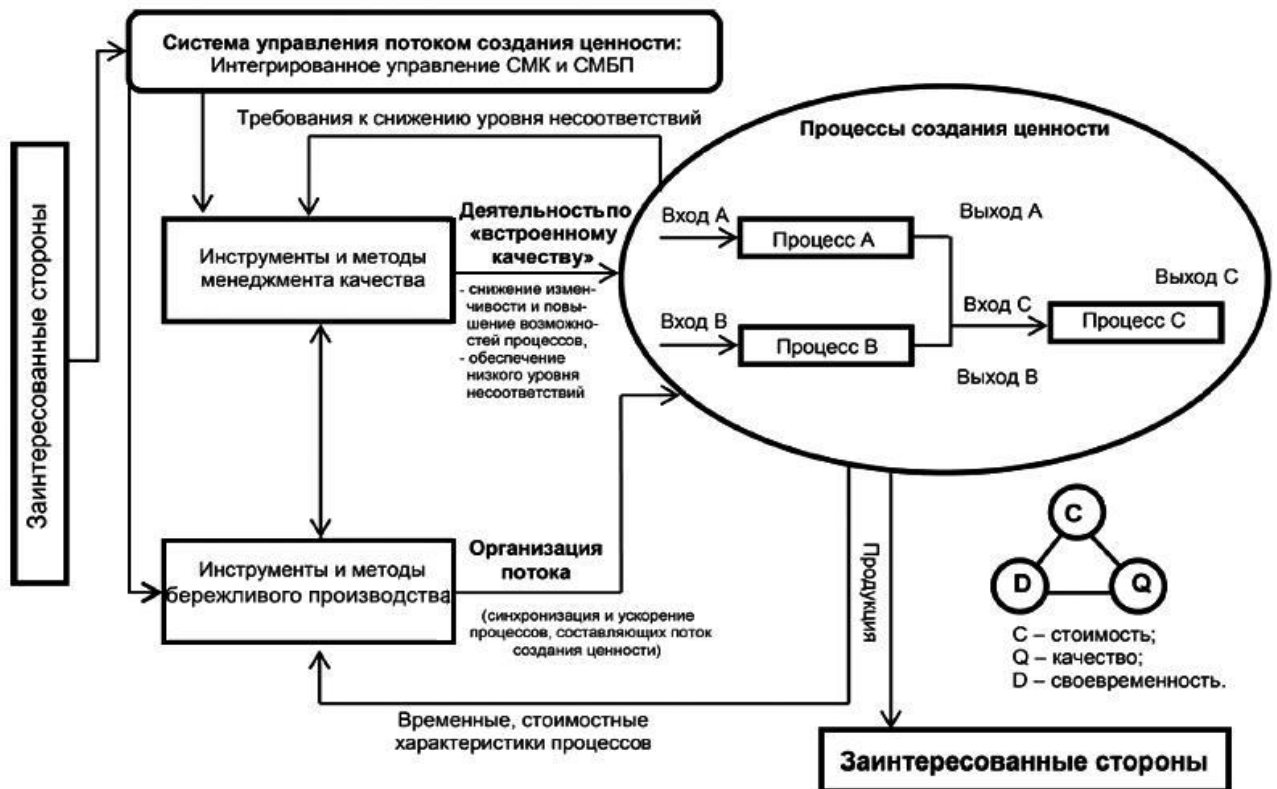 Система управления потоком создания ценности:
Интегрированное управление СМК и СМБП
Заинтересованные стороны
Требования к снижению уровня несоответствий
Инструменты и методы
менеджмента качества
Деятельность по
«встроенному
качеству»
- снижение измен-
чивости и повы-
шение возможно-
стей процессов,
- обеспечение
низкого уровня
несоответствий
Процессы создания ценности
Вход А
Процесс А
Выход А
Вход В
Процесс В
Выход В
Вход С
Процесс С
Выход С
Инструменты и методы
бережливого производства
Организация
потока
(синхронизация и ускорение
процессов, составляющих поток
создания ценности)
Временные, стоимостные
характеристики процессов
Продукция
C
D
Q
C – стоимость;
Q – качество;
D – своевременность.
Заинтересованные стороны